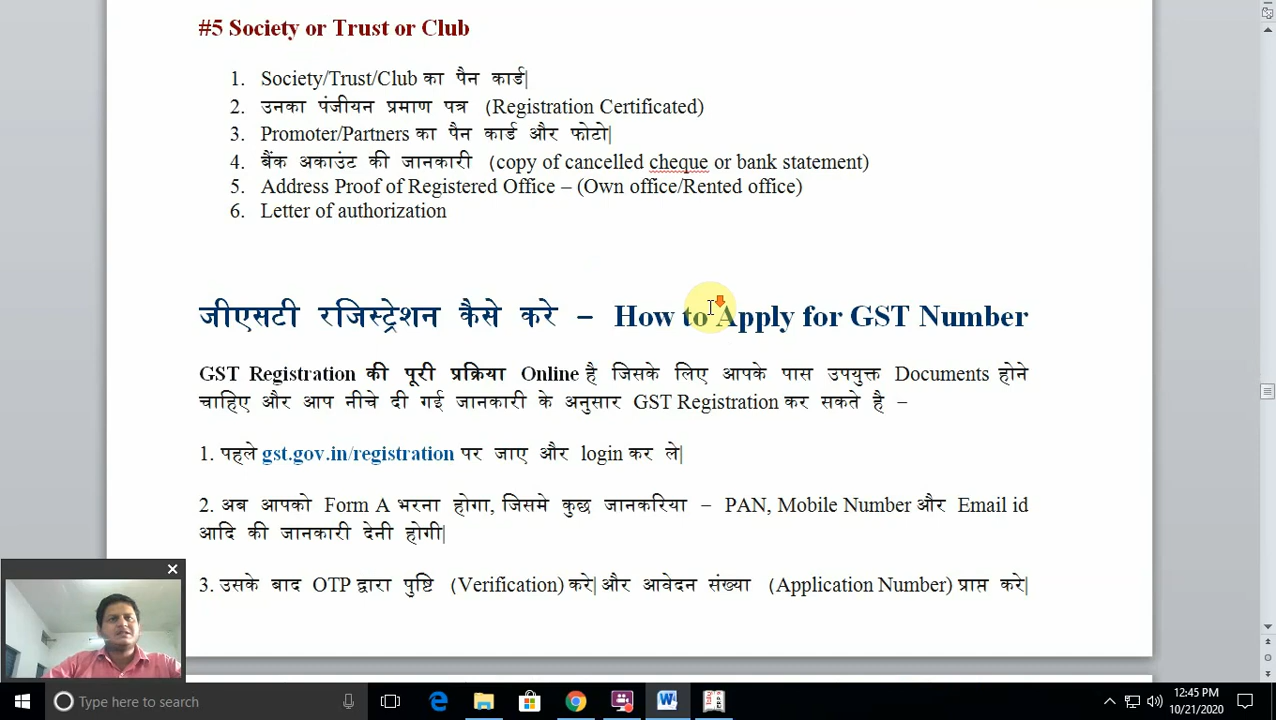 #5 Society or Trust or Club
1. Society/Trust/Club का पैन कार्ड|
2. उनका पंजीयन प्रमाण पत्र (Registration Certificated)
3. Promoter/Partners का पैन कार्ड और फोटो|
4. बैंक अकाउंट की जानकारी (copy of cancelled cheque or bank statement)
5. Address Proof of Registered Office – (Own office/Rented office)
6. Letter of authorization
जीएसटी रजिस्ट्रेशन कैसे करे – How to Apply for GST Number
GST Registration की पूरी प्रक्रिया Online है जिसके लिए आपके पास उपयुक्त Documents होने
चाहिए और आप नीचे दी गई जानकारी के अनुसार GST Registration कर सकते है –
1. पहले gst.gov.in/registration पर जाए और login कर ले|
2. अब आपको Form A भरना होगा, जिसमे कुछ जानकरिया – PAN, Mobile Number और Email id
आदि की जानकारी देनी होगी|
3. उसके बाद OTP द्वारा पुष्टि (Verification) करे| और आवेदन संख्या (Application Number) प्राप्त करे|
Type here to search
12:45 PM
10/21/2020